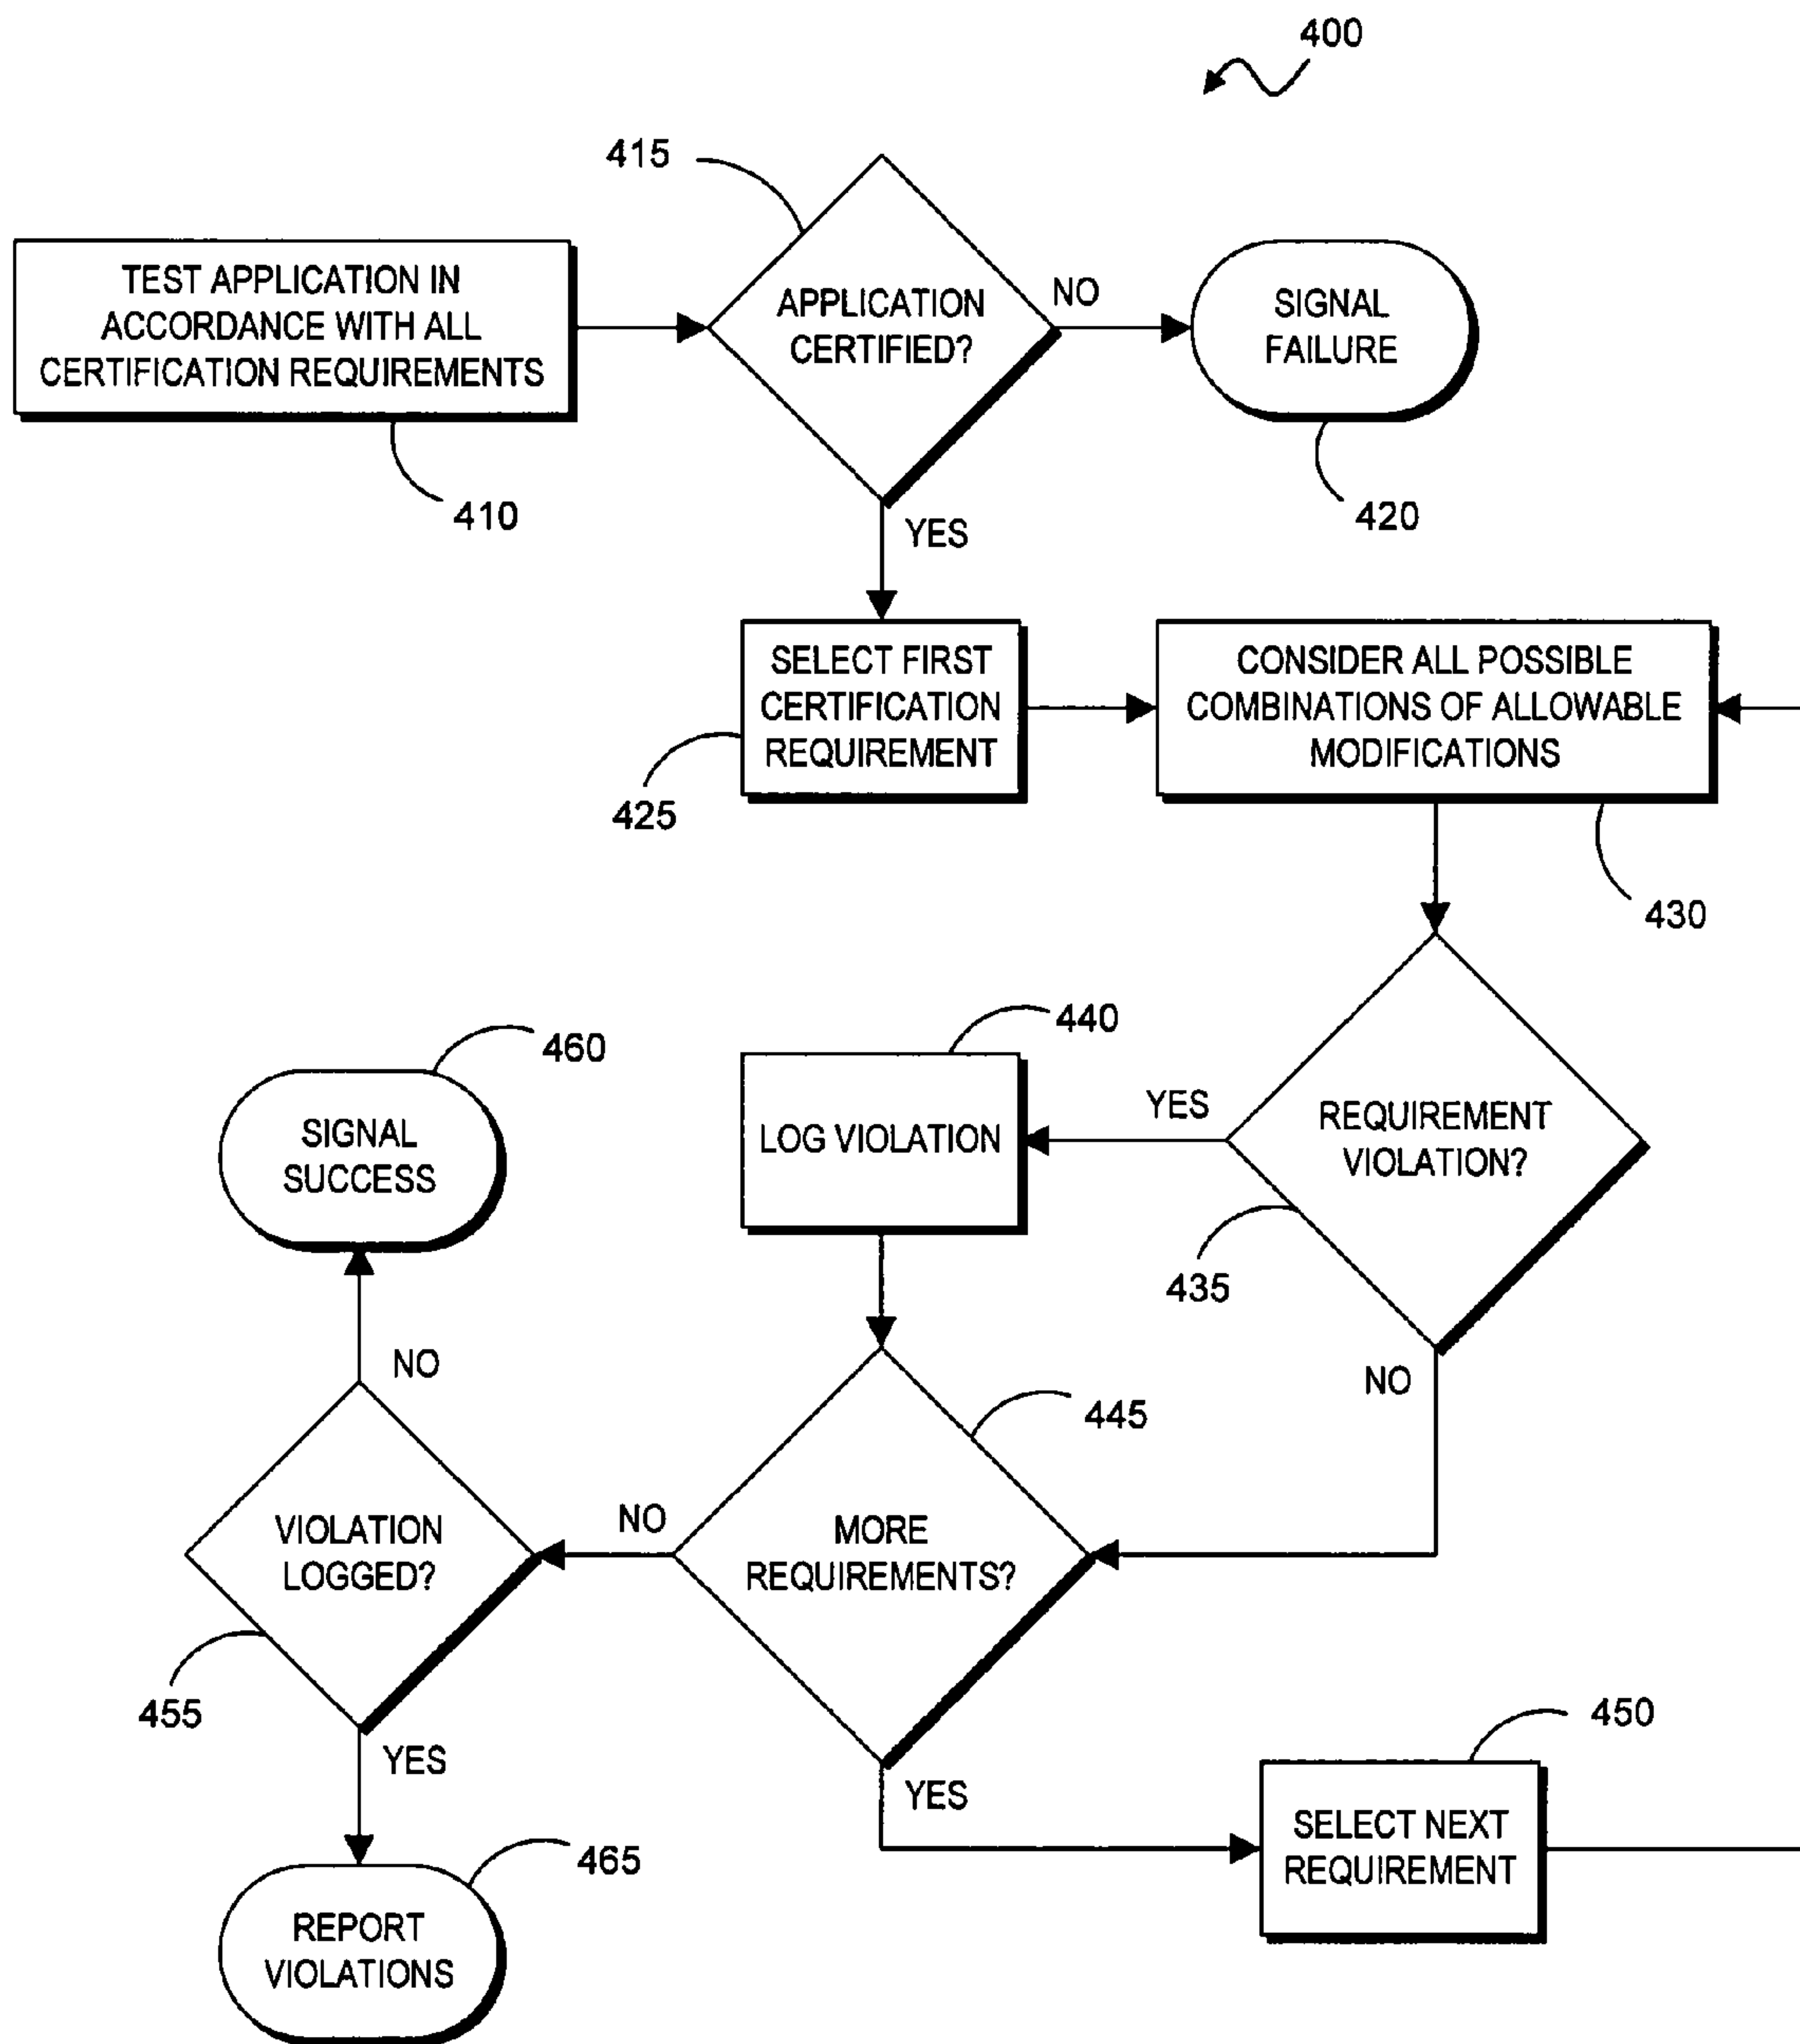 400
415
TEST APPLICATION IN
ACCORDANCE WITH ALL
CERTIFICATION REQUIREMENTS
410
APPLICATION
CERTIFIED?
NO
SIGNAL
FAILURE
420
YES
SELECT FIRST
CERTIFICATION
REQUIREMENT
425
CONSIDER ALL POSSIBLE
COMBINATIONS OF ALLOWABLE
MODIFICATIONS
430
REQUIREMENT
VIOLATION?
435
YES
440
LOG VIOLATION
NO
445
MORE
REQUIREMENTS?
NO
YES
450
SELECT NEXT
REQUIREMENT
VIOLATION
LOGGED?
455
NO
460
SIGNAL
SUCCESS
YES
465
REPORT
VIOLATIONS